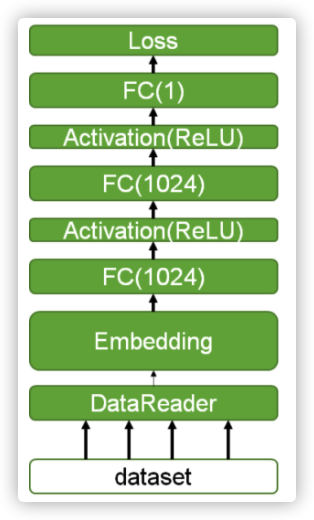 Loss
FC(1)
Activation(ReLU)
FC(1024)
Activation(ReLU)
FC(1024)
Embedding
DataReader
dataset